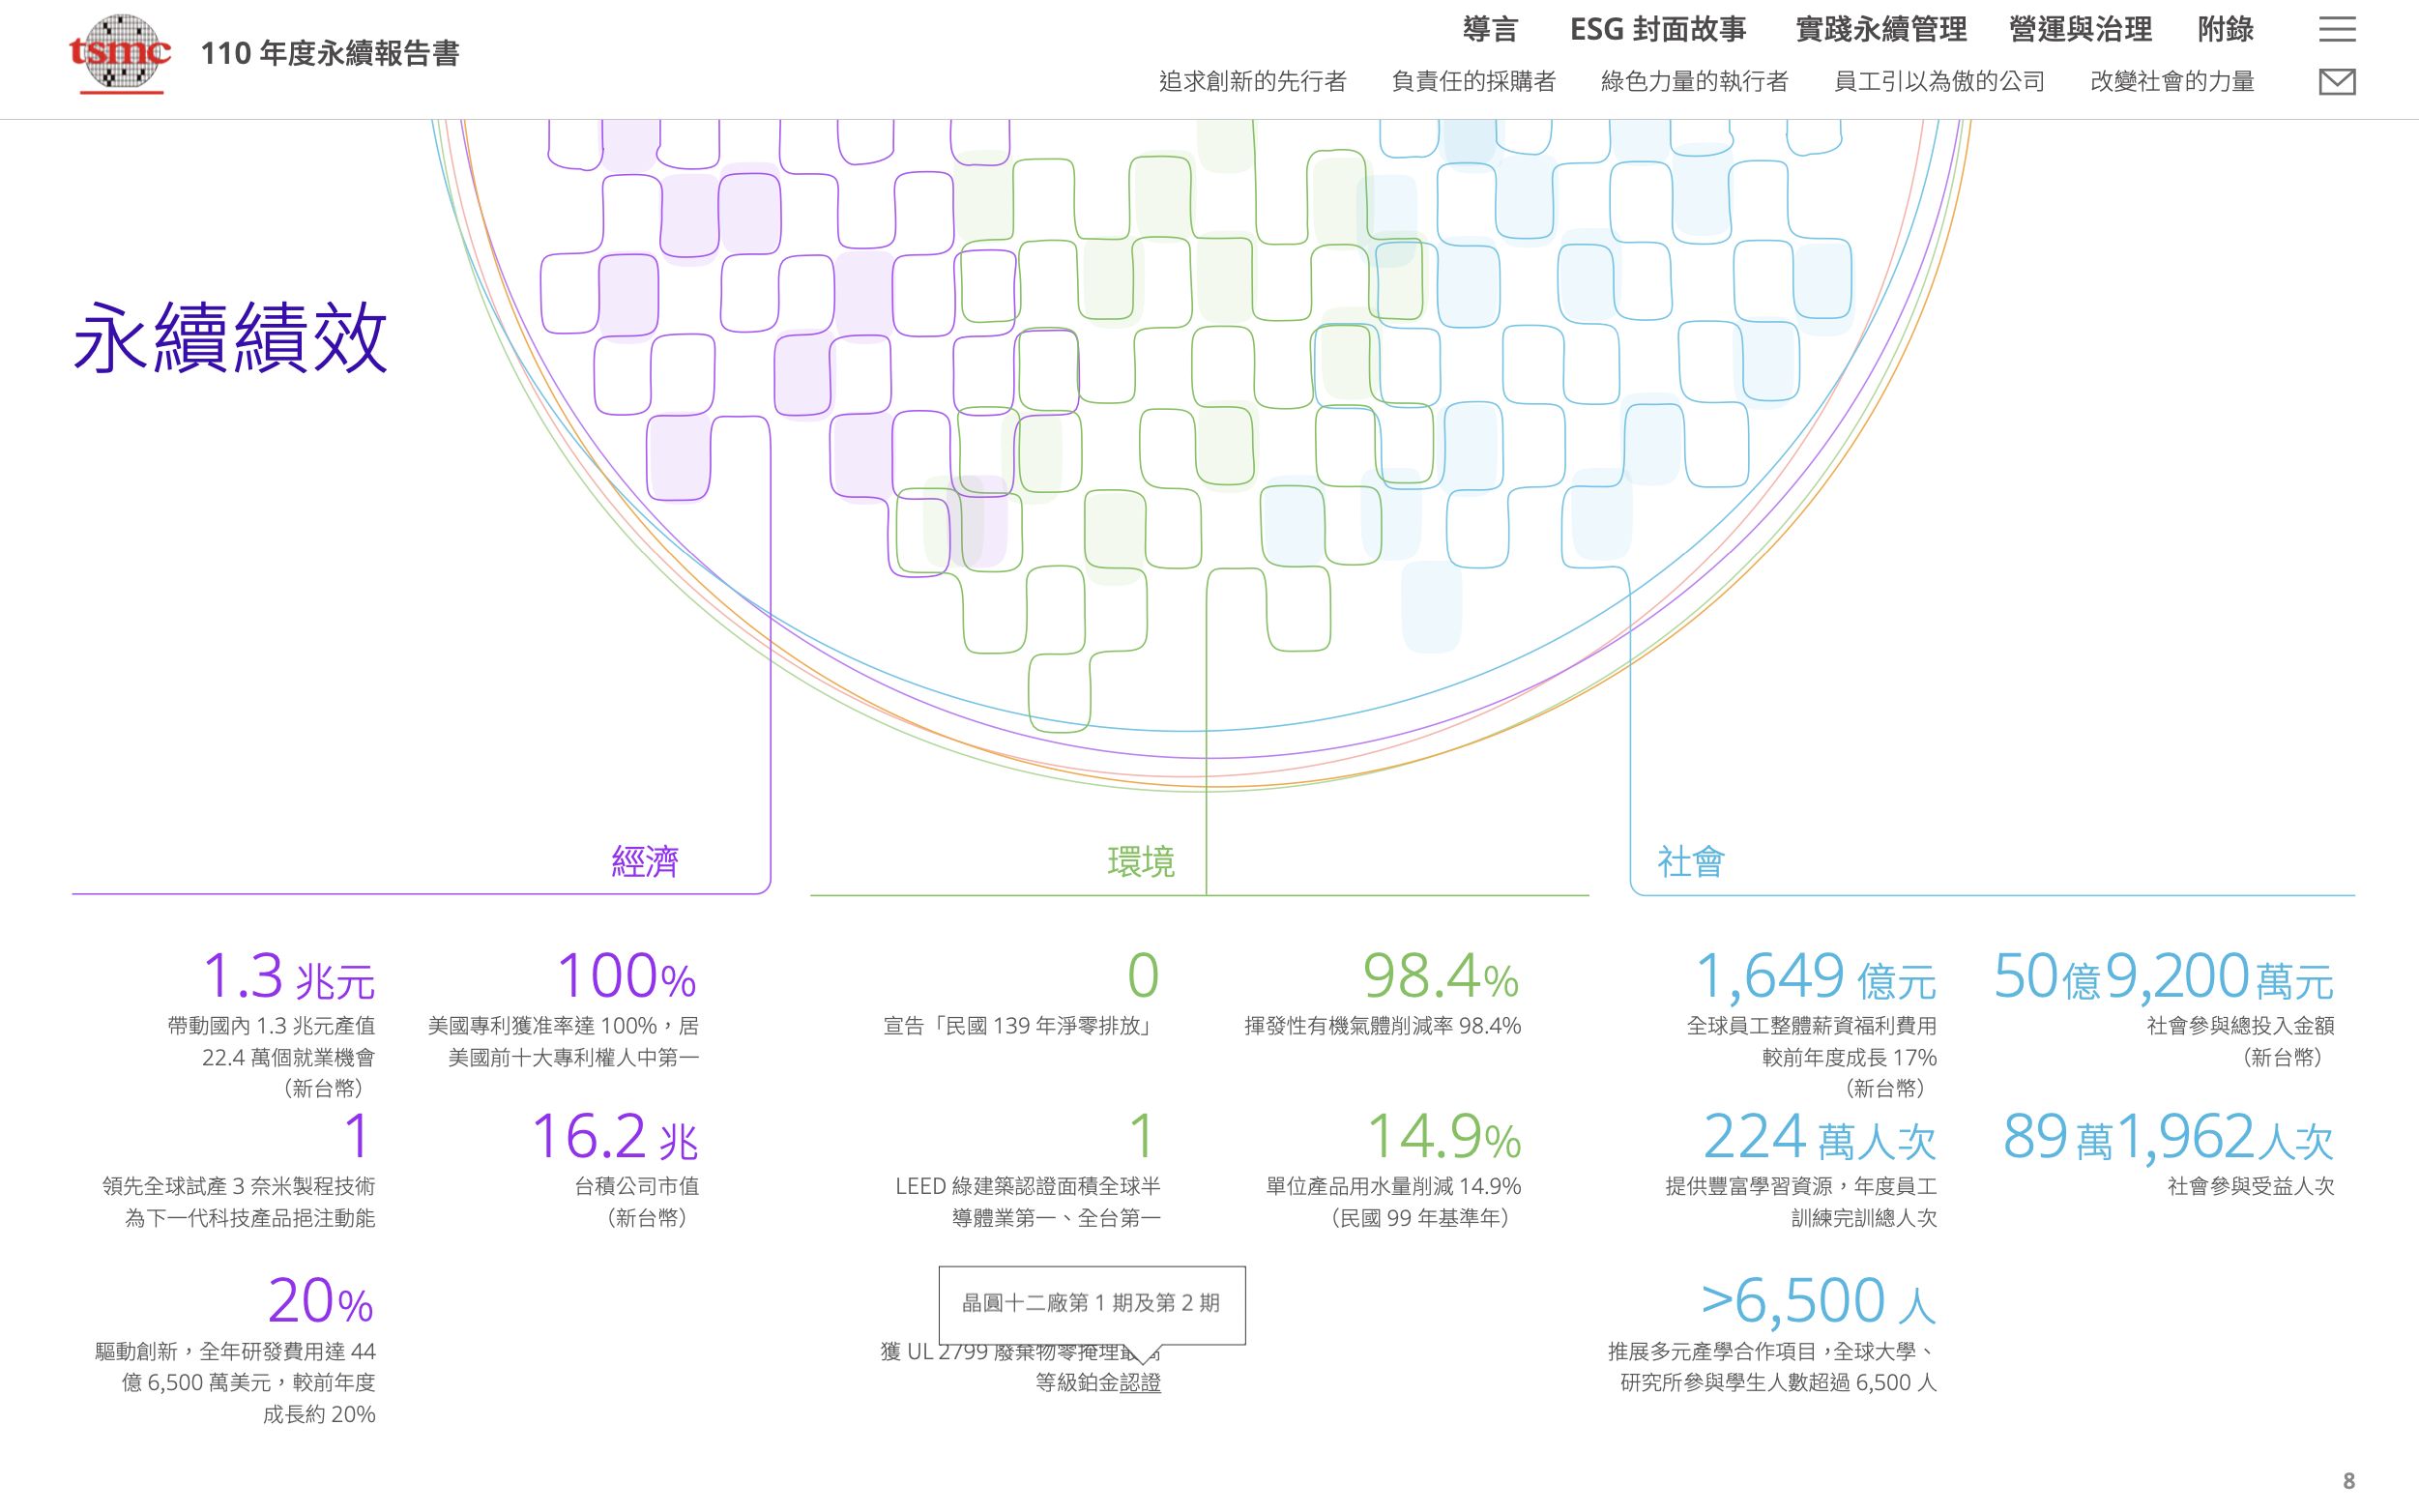 tsmc
110 年度永續報告書
導言
ESG 封面故事
實踐永續管理
營運與治理
附錄
追求創新的先行者
負責任的採購者
綠色力量的執行者
員工引以為傲的公司
改變社會的力量
永續績效
經濟
1.3 兆元
帶動國內 1.3 兆元產值
22.4 萬個就業機會
（新台幣）
100%
美國專利獲准率達 100%，居
美國前十大專利權人中第一
1
領先全球試產 3 奈米製程技術
為下一代科技產品挹注動能
16.2 兆
台積公司市值
（新台幣）
20%
驅動創新，全年研發費用達 44
億 6,500 萬美元，較前年度
成長約 20%
環境
0
宣告「民國 139 年淨零排放」
98.4%
揮發性有機氣體削減率 98.4%
1
LEED 綠建築認證面積全球半
導體業第一、全台第一
14.9%
單位產品用水量削減 14.9%
（民國 99 年基準年）
晶圓十二廠第 1 期及第 2 期
獲 UL 2799 廢棄物零掩埋最高
等級鉑金認證
社會
1,649 億元
全球員工整體薪資福利費用
較前年度成長 17%
（新台幣）
50億9,200萬元
社會參與總投入金額
（新台幣）
224 萬人次
提供豐富學習資源，年度員工
訓練完訓總人次
89萬1,962人次
社會參與受益人次
>6,500 人
推展多元產學合作項目，全球大學、
研究所參與學生人數超過 6,500 人
8